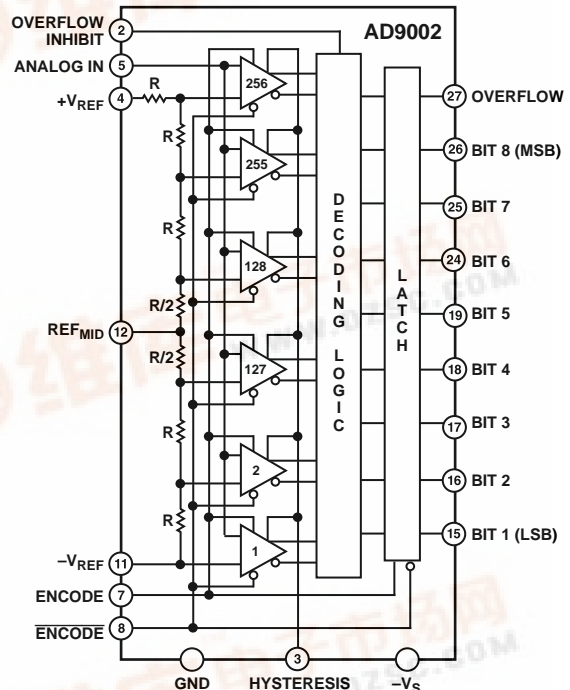 AD9002
OVERFLOW
INHIBIT
2
ANALOG IN
5
+VREF
4
R
R
R
R/2
REFMID
12
R/2
R
R
–VREF
11
ENCODE
7
ENCODE
8
256
255
128
127
2
1
DECODING LOGIC
LATCH
27 OVERFLOW
26 BIT 8 (MSB)
25 BIT 7
24 BIT 6
19 BIT 5
18 BIT 4
17 BIT 3
16 BIT 2
15 BIT 1 (LSB)
3
GND
HYSTERESIS
–VS